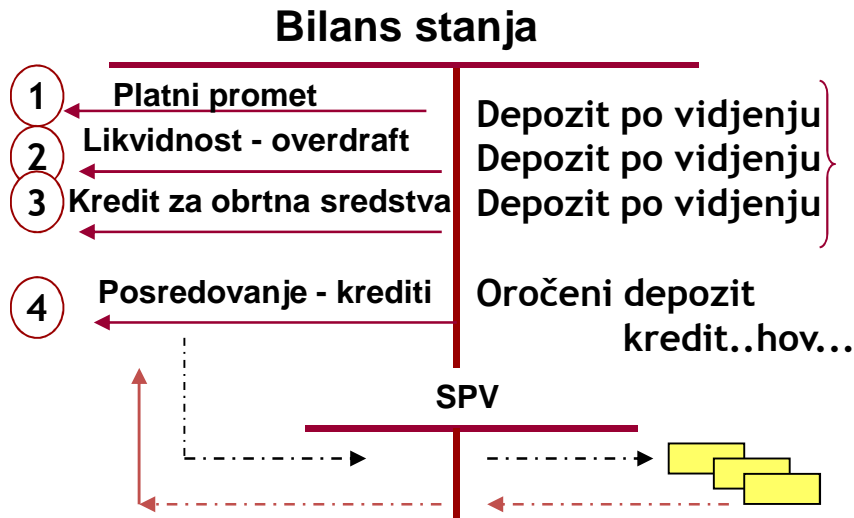 Bilans stanja
1 Platni promet
Depozit po vidjenju
2 Likvidnost - overdraft
Depozit po vidjenju
3 Kredit za obrtna sredstva
Depozit po vidjenju
4 Posredovanje - krediti
Oročeni depozit
kredit..hov...
SPV